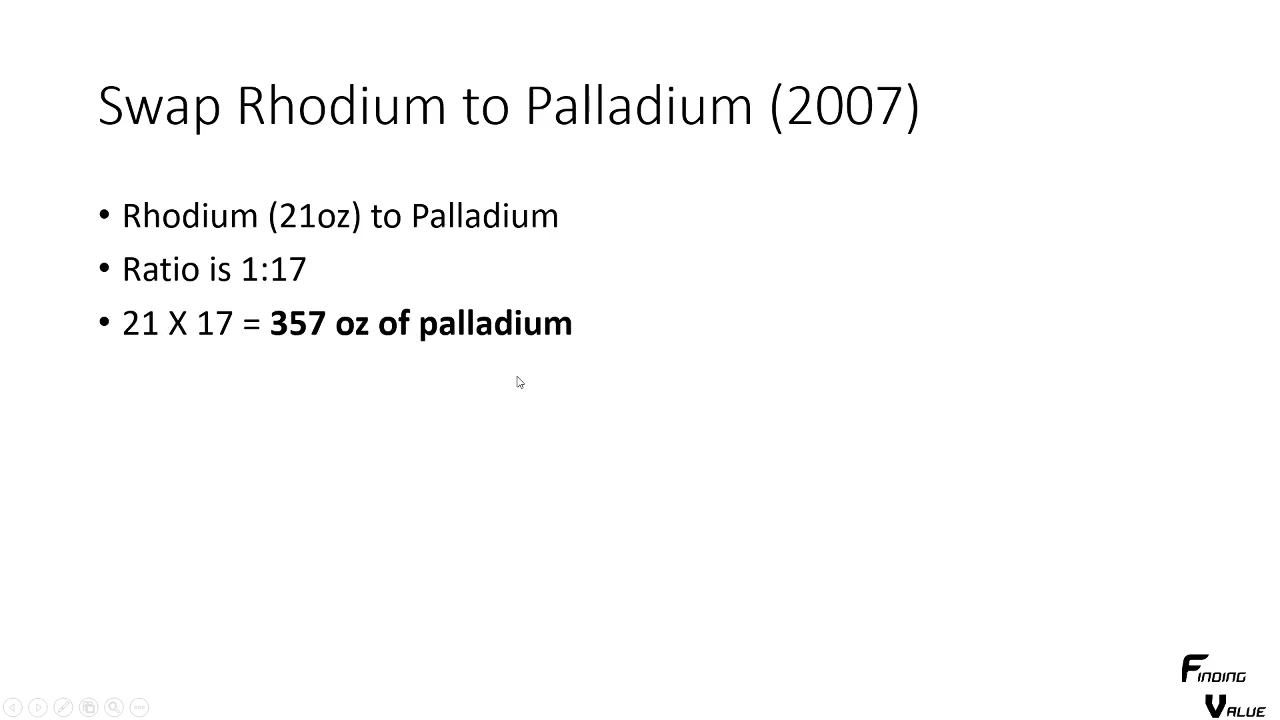 Swap Rhodium to Palladium (2007)
• Rhodium (21oz) to Palladium
• Ratio is 1:17
• 21 X 17 = 357 oz of palladium
Finding
Value